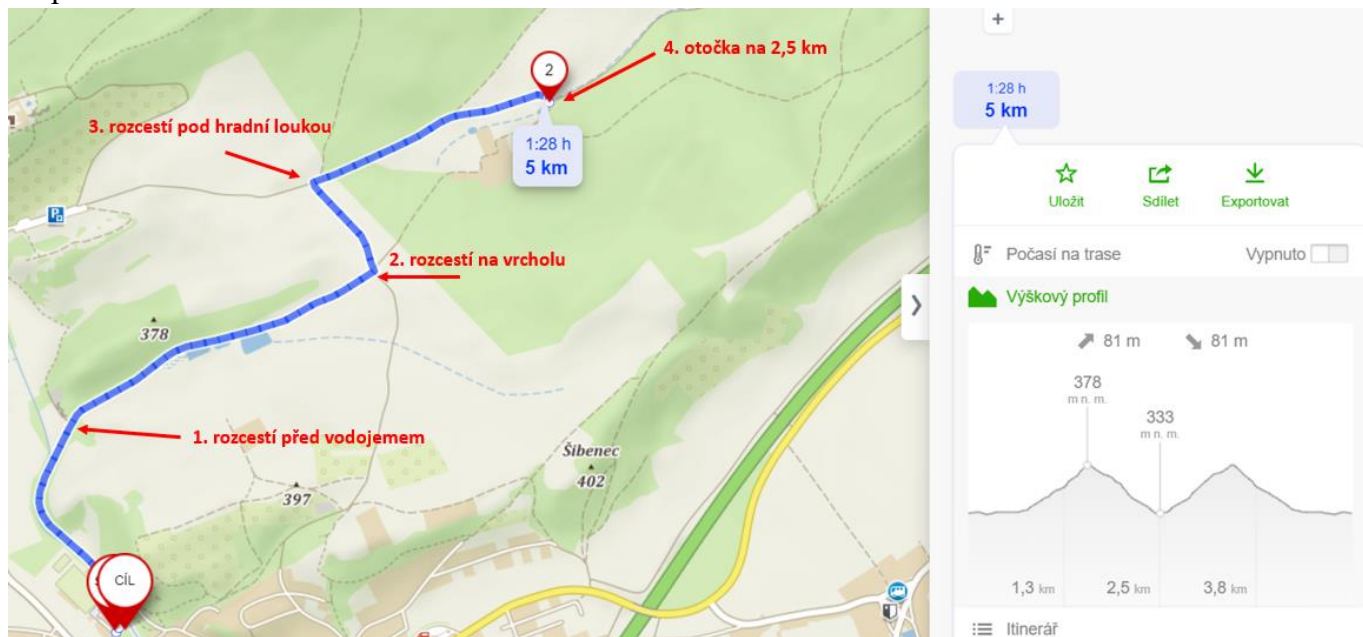 4. otočka na 2,5 km
2
3. rozcestí pod hradní loukou
1:28 h
5 km
P
2. rozcestí na vrcholu
378
1. rozcestí před vodojemem
Šibenec
402
397
CÍL
+
1:28 h
5 km
Uložit
Sdílet
Exportovat
Počasí na trase
Vypnuto
Výškový profil
81 m
81 m
378
m n. m.
333
m n. m.
1,3 km
2,5 km
3,8 km
Itinerář